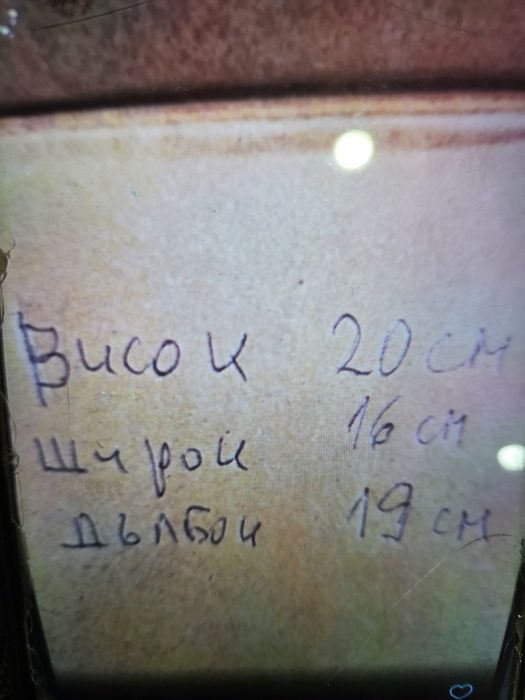 Висок 20 см
Широк 16 см
дълбок 19 см